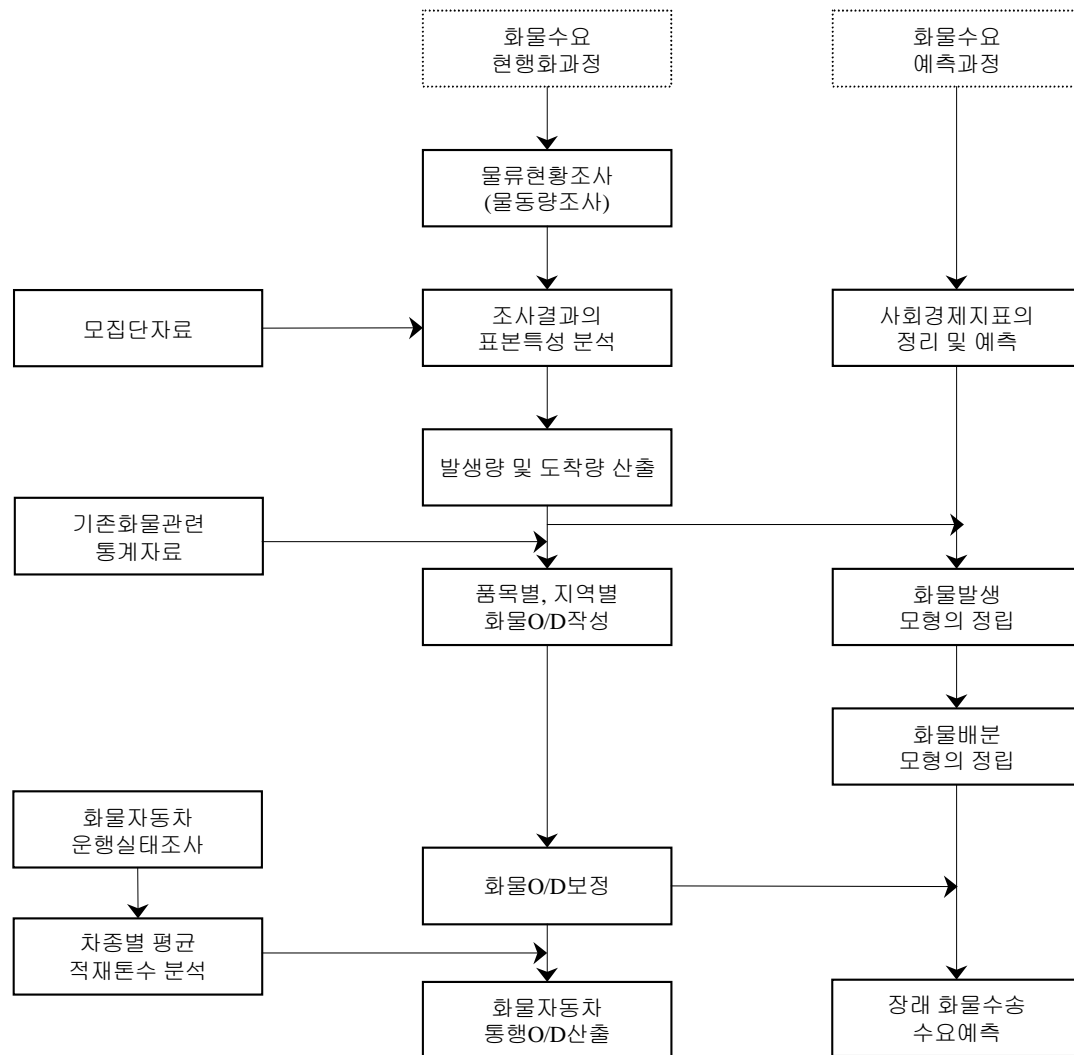 화물수요
현행화과정
화물수요
예측과정
물류현황조사
(물동량조사)
모집단자료
조사결과의
표본특성 분석
사회경제지표의
정리 및 예측
발생량 및 도착량 산출
기존화물관련
통계자료
품목별, 지역별
화물O/D작성
화물발생
모형의 정립
화물배분
모형의 정립
화물자동차
운행실태조사
화물O/D보정
차종별 평균
적재톤수 분석
화물자동차
통행O/D산출
장래 화물수송
수요예측